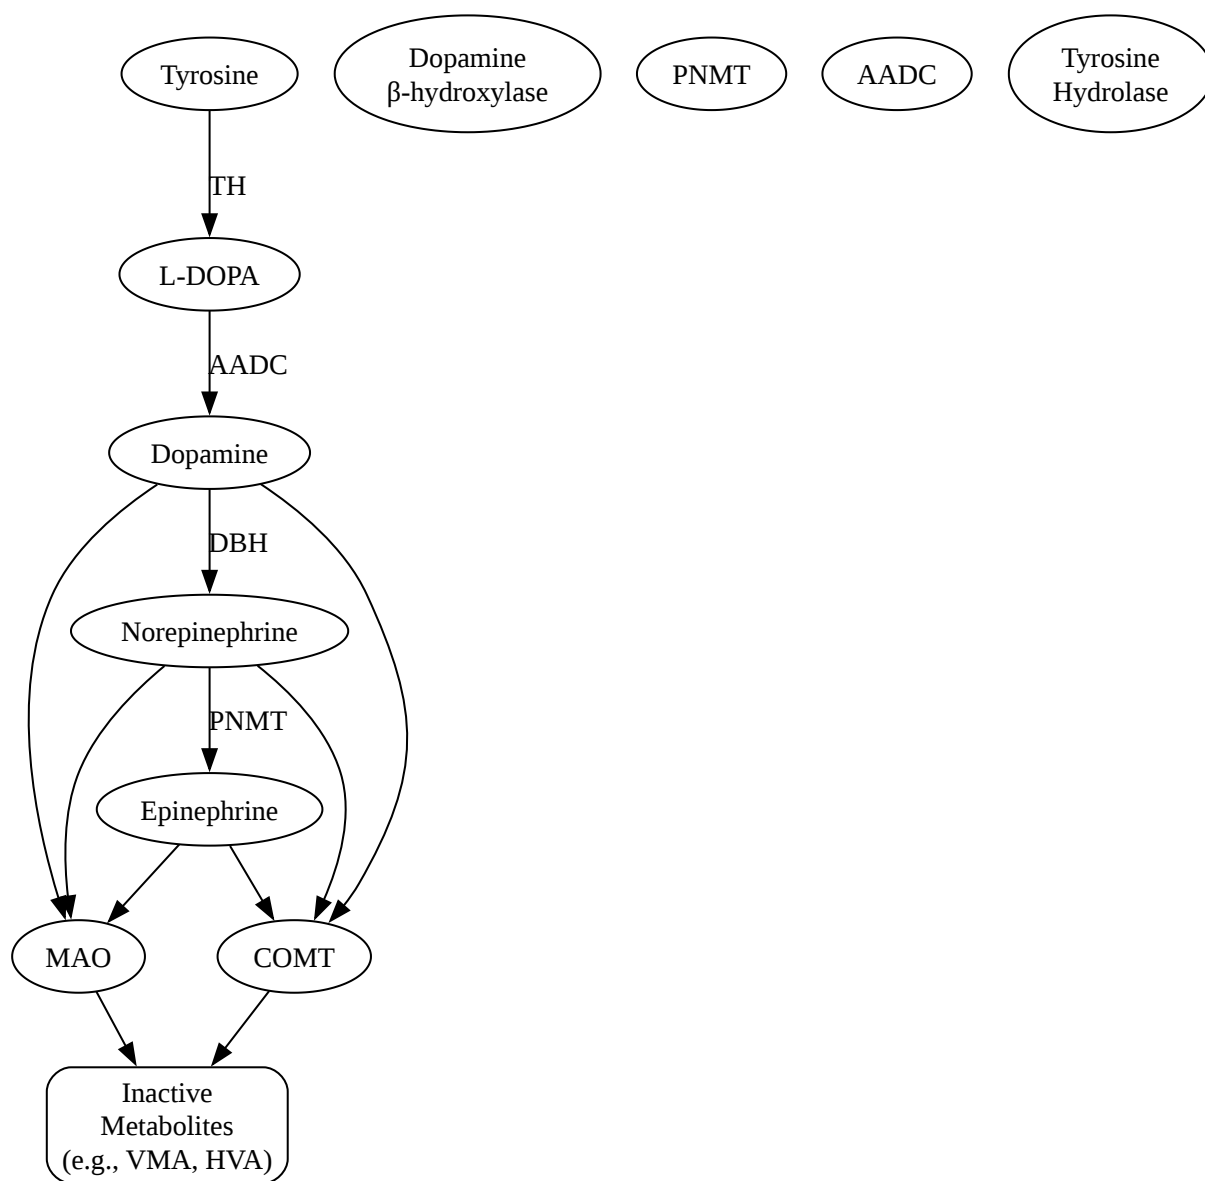 Tyrosine
Dopamine
β-hydroxylase
PNMT
AADC
Tyrosine
Hydrolase
TH
L-DOPA
AADC
Dopamine
DBH
Norepinephrine
PNMT
Epinephrine
MAO
COMT
Inactive
Metabolites
(e.g., VMA, HVA)